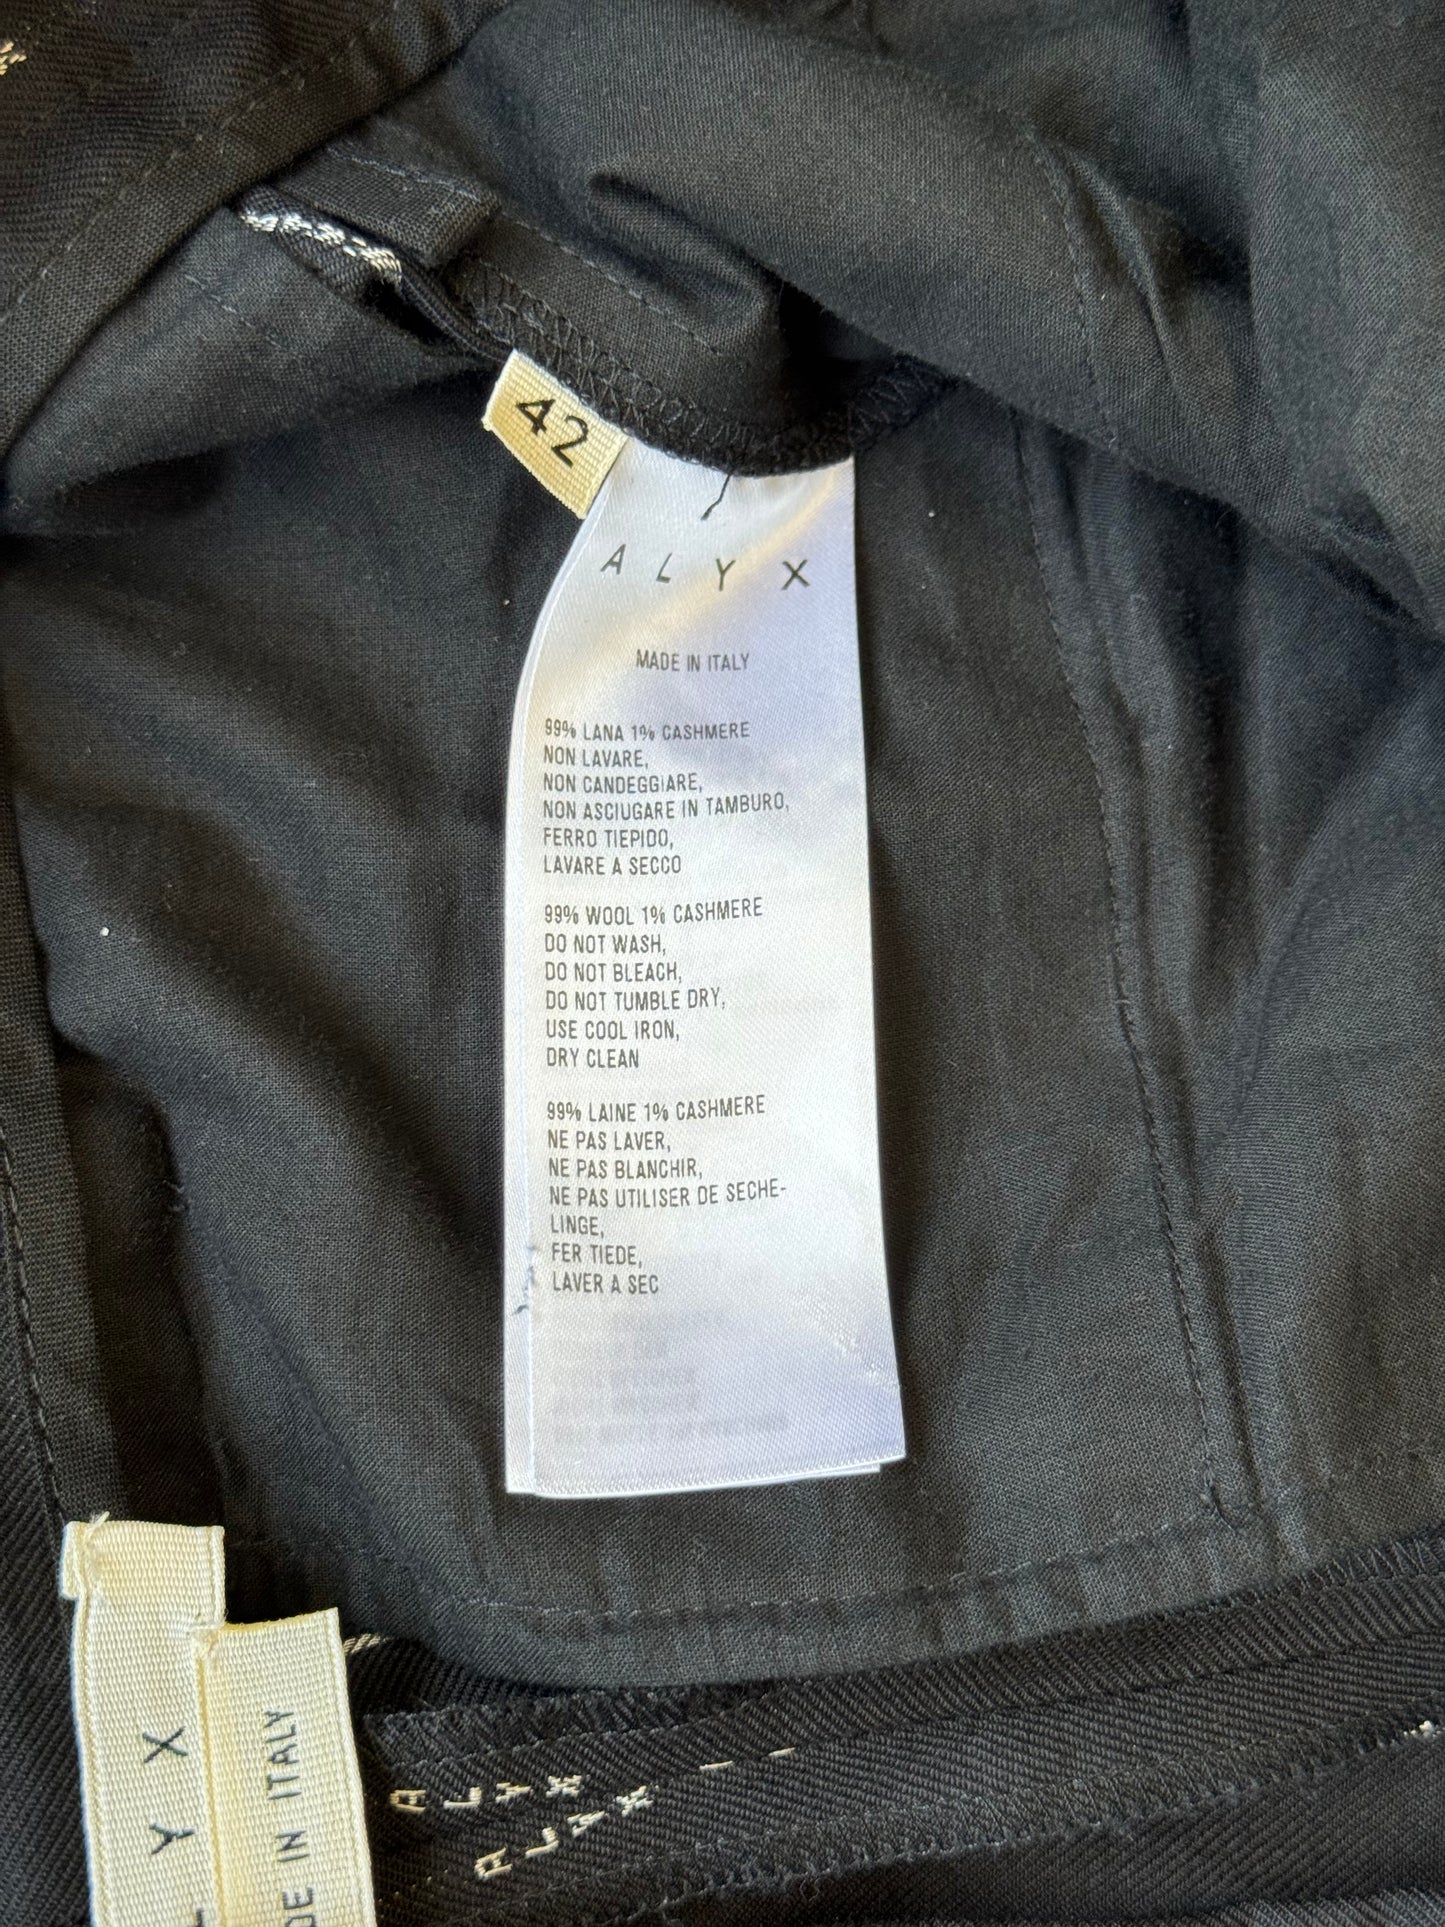 42
A L Y X
MADE IN ITALY
99% LANA 1% CASHMERE
NON LAVARE,
NON CANDEGGIARE,
NON ASCIUGARE IN TAMBURO,
FERRO TIEPIDO,
LAVARE A SECCO
99% WOOL 1% CASHMERE
DO NOT WASH,
DO NOT BLEACH,
DO NOT TUMBLE DRY,
USE COOL IRON,
DRY CLEAN
99% LAINE 1% CASHMERE
NE PAS LAVER,
NE PAS BLANCHIR,
NE PAS UTILISER DE SECHE-
LINGE,
FER TIEDE,
LAVER A SEC
L Y X
DE IN ITALY
ALYX
ALYX